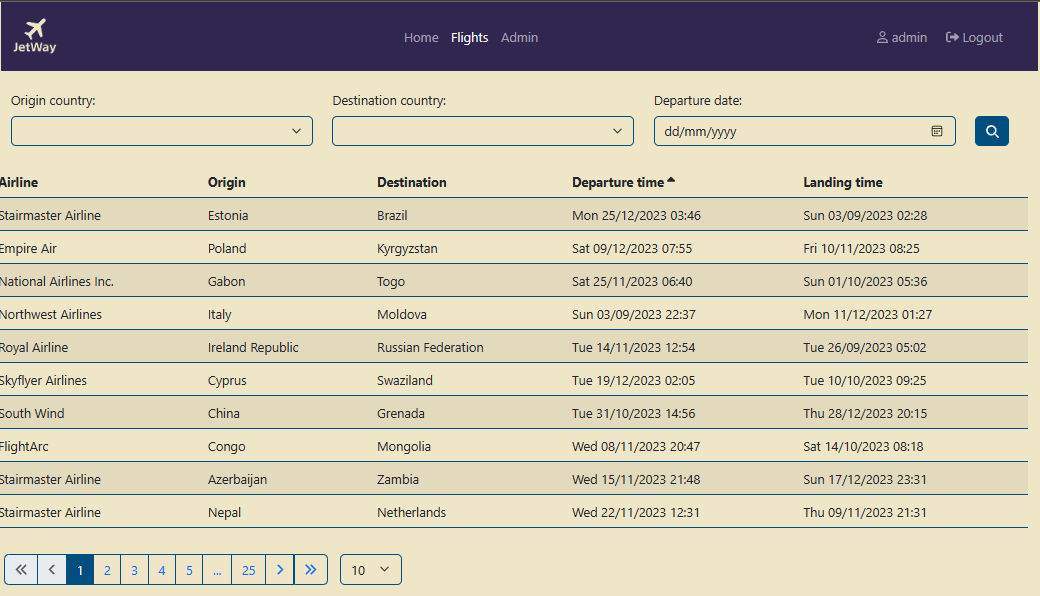 JetWay
Home Flights Admin
admin Logout
Origin country: Destination country: Departure date:
dd/mm/yyyy
Airline Origin Destination Departure time Landing time
Stairmaster Airline Estonia Brazil Mon 25/12/2023 03:46 Sun 03/09/2023 02:28
Empire Air Poland Kyrgyzstan Sat 09/12/2023 07:55 Fri 10/11/2023 08:25
National Airlines Inc. Gabon Togo Sat 25/11/2023 06:40 Sun 01/10/2023 05:36
Northwest Airlines Italy Moldova Sun 03/09/2023 22:37 Mon 11/12/2023 01:27
Royal Airline Ireland Republic Russian Federation Tue 14/11/2023 12:54 Tue 26/09/2023 05:02
Skyflyer Airlines Cyprus Swaziland Tue 19/12/2023 02:05 Tue 10/10/2023 09:25
South Wind China Grenada Tue 31/10/2023 14:56 Thu 28/12/2023 20:15
FlightArc Congo Mongolia Wed 08/11/2023 20:47 Sat 14/10/2023 08:18
Stairmaster Airline Azerbaijan Zambia Wed 15/11/2023 21:48 Sun 17/12/2023 23:31
Stairmaster Airline Nepal Netherlands Wed 22/11/2023 12:31 Thu 09/11/2023 21:31
« ‹ 1 2 3 4 5 ... 25 › » 10